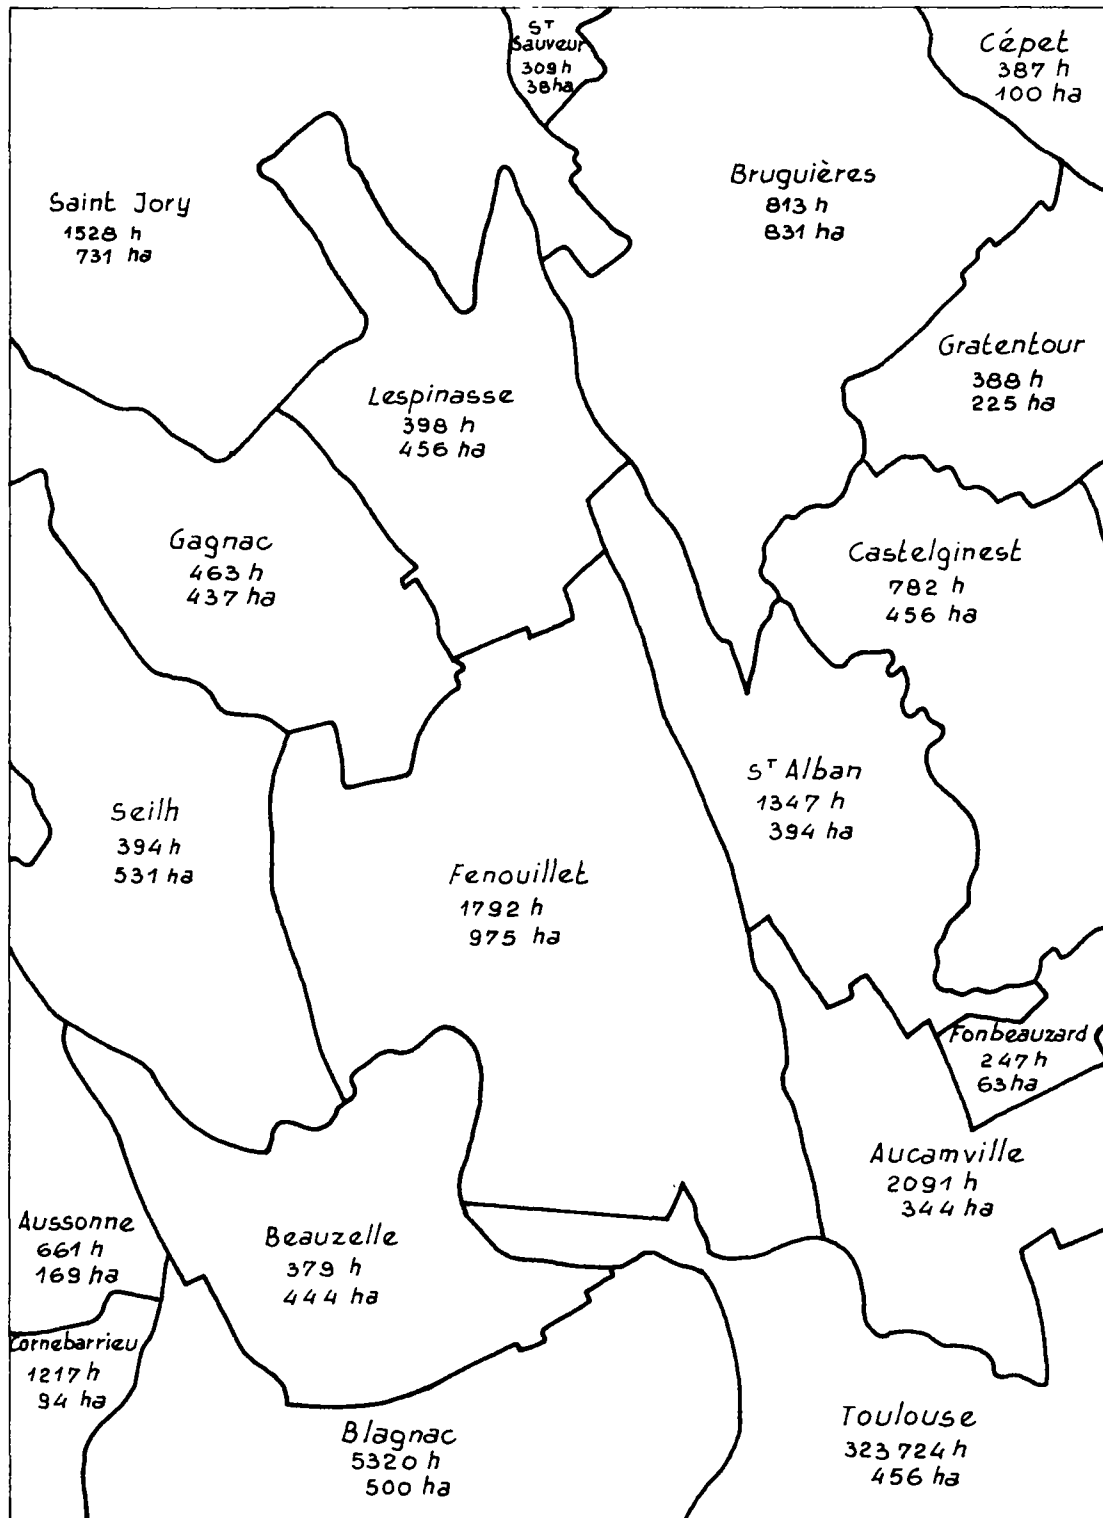 Sᵀ
Sauveur
309 h
38 ha
Cépet
387 h
100 ha
Saint Jory
1528 h
731 ha
Bruguières
813 h
831 ha
Gratentour
388 h
225 ha
Lespinasse
398 h
456 ha
Gagnac
463 h
437 ha
Castelginest
782 h
456 ha
Sᵀ Alban
1347 h
394 ha
Seilh
394 h
531 ha
Fenouillet
1792 h
975 ha
Fonbeauzard
247 h
63 ha
Aucamville
2091 h
344 ha
Aussonne
661 h
169 ha
Beauzelle
379 h
444 ha
Cornebarrieu
1217 h
94 ha
Blagnac
5320 h
500 ha
Toulouse
323 724 h
456 ha